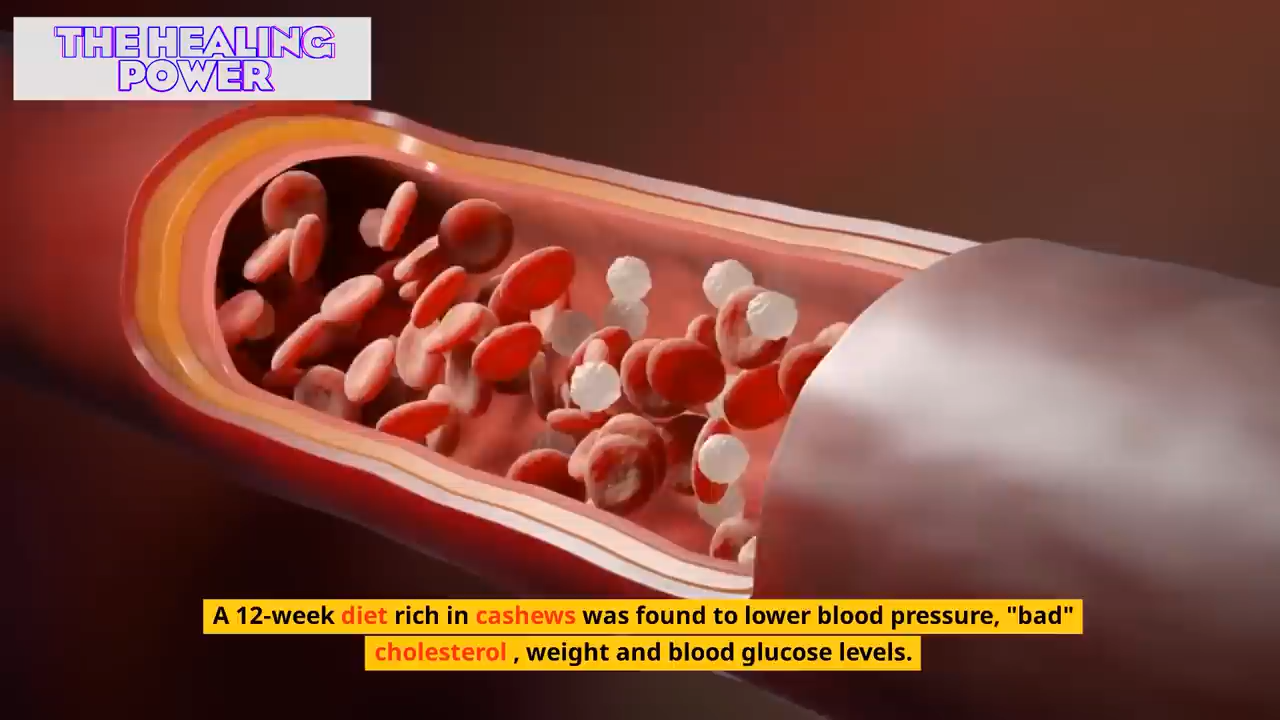 THE HEALING
POWER
A 12-week diet rich in cashews was found to lower blood pressure, "bad"
cholesterol , weight and blood glucose levels.